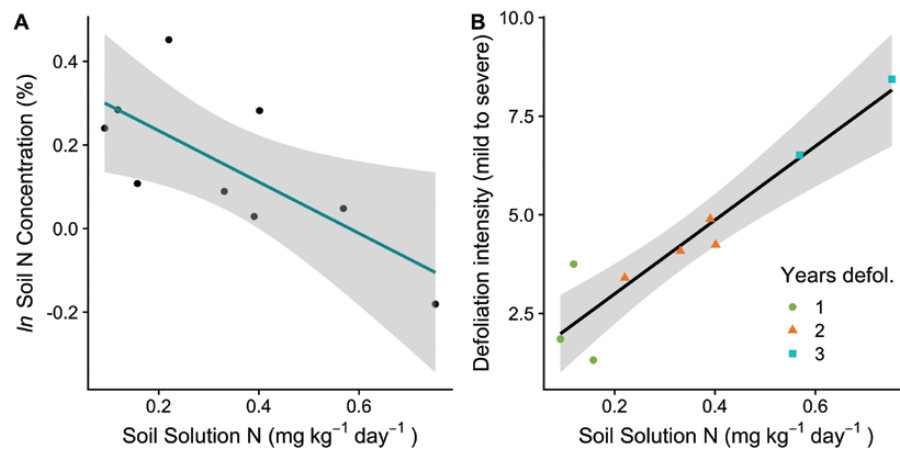 A
ln Soil N Concentration (%)
0.4
0.2
0.0
-0.2
0.2
0.4
0.6
Soil Solution N (mg kg⁻¹ day⁻¹ )
B
Defoliation intensity (mild to severe)
10.0
7.5
5.0
2.5
Years defol.
1
2
3
0.2
0.4
0.6
Soil Solution N (mg kg⁻¹ day⁻¹ )